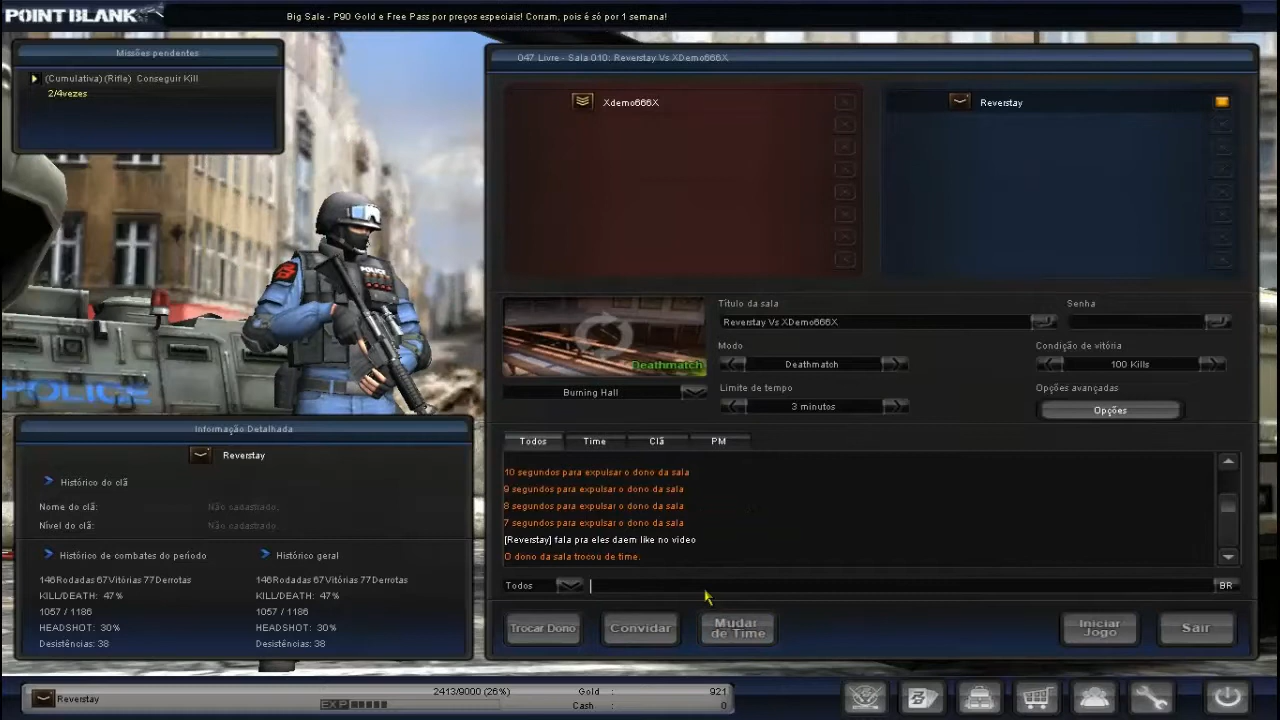 POINT BLANK
Big Sale - P90 Gold e Free Pass por preços especiais! Corram, pois é só por 1 semana!
Missões pendentes
(Cumulativa)(Rifle) Conseguir Kill
2/4vezes
047 Livre - Sala 010: Reverstay Vs XDemo666X
Xdemo666X
Reverstay
POLICE
POLICE
Deathmatch
Burning Hall
Título da sala
Reverstay Vs XDemo666X
Senha
Modo
Deathmatch
Condição de vitória
100 Kills
Limite de tempo
3 minutos
Opções avançadas
Opções
Todos Time Clã PM
10 segundos para expulsar o dono da sala
9 segundos para expulsar o dono da sala
8 segundos para expulsar o dono da sala
7 segundos para expulsar o dono da sala
[Reverstay] fala pra eles daem like no video
O dono da sala trocou de time.
Todos
BR
Trocar Dono
Convidar
Mudar
de Time
Iniciar
Jogo
Sair
Informação Detalhada
Reverstay
Histórico do clã
Nome do clã: Não cadastrado.
Nível do clã: Não cadastrado
Histórico de combates do período
Histórico geral
146Rodadas 67Vitórias 77Derrotas
146Rodadas 67Vitórias 77Derrotas
KILL/DEATH: 47%
KILL/DEATH: 47%
1057 / 1186
1057 / 1186
HEADSHOT: 30%
HEADSHOT: 30%
Desistências: 38
Desistências: 38
Reverstay
2413/9000 (26%)
EXP
Gold : 921
Cash : 0